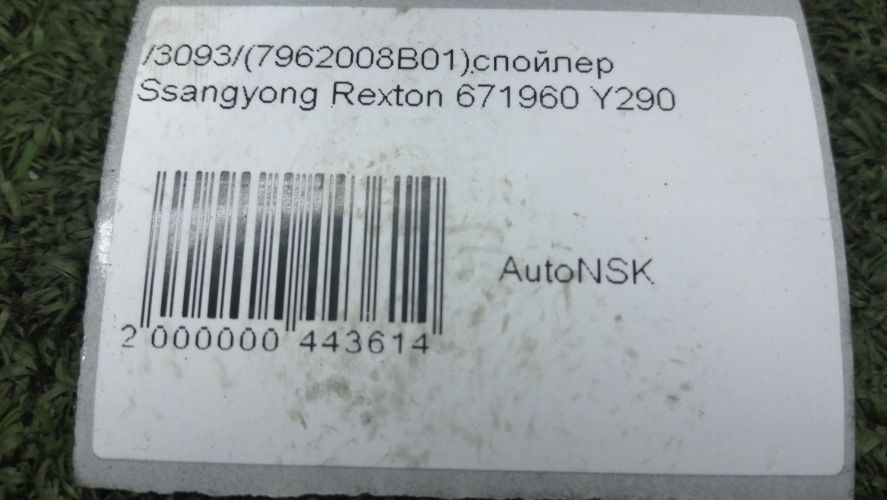 /3093/(7962008B01)спойлер
Ssangyong Rexton 671960 Y290
AutoNSK
2 000000 443614